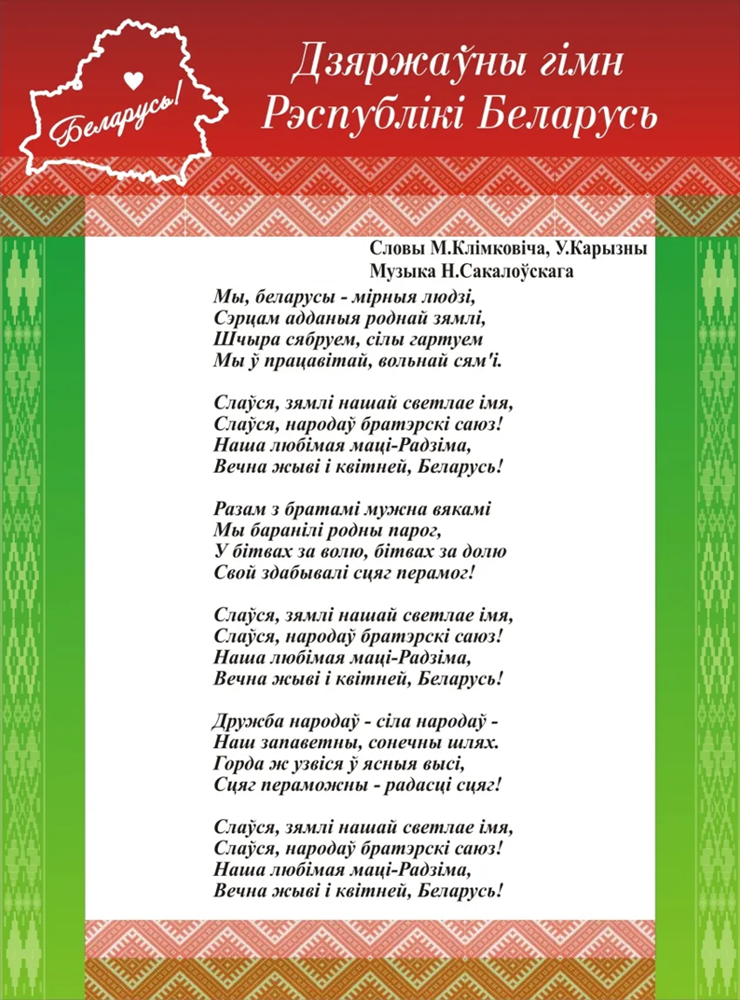 Беларусь!
Дзяржаўны гімн
Рэспублікі Беларусь
Словы М.Клімковіча, У.Карызны
Музыка Н.Сакалоўскага
Мы, беларусы - мірныя людзі,
Сэрцам адданыя роднай зямлі,
Шчыра сябруем, сілы гартуем
Мы ў працавітай, вольнай сям'і.
Слаўся, зямлі нашай светлае імя,
Слаўся, народаў братэрскі саюз!
Наша любімая маці-Радзіма,
Вечна жыві і квітней, Беларусь!
Разам з братамі мужна вякамі
Мы баранілі родны парог,
У бітвах за волю, бітвах за долю
Свой здабывалі сцяг перамог!
Слаўся, зямлі нашай светлае імя,
Слаўся, народаў братэрскі саюз!
Наша любімая маці-Радзіма,
Вечна жыві і квітней, Беларусь!
Дружба народаў - сіла народаў -
Наш запаветны, сонечны шлях.
Горда ж узвіся ў ясныя высі,
Сцяг пераможны - радасці сцяг!
Слаўся, зямлі нашай светлае імя,
Слаўся, народаў братэрскі саюз!
Наша любімая маці-Радзіма,
Вечна жыві і квітней, Беларусь!